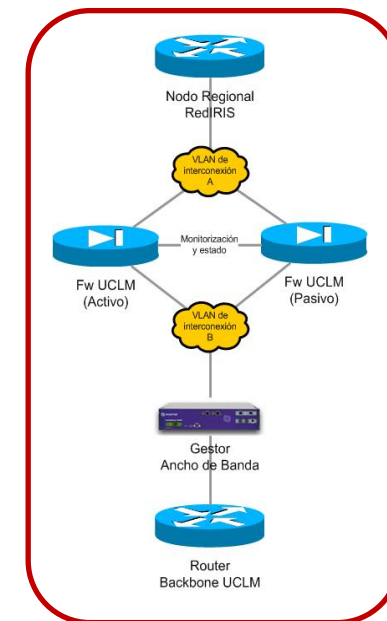 Nodo Regional
RedIRIS
VLAN de
interconexión
A
Monitorización
y estado
Fw UCLM
(Activo)
Fw UCLM
(Pasivo)
VLAN de
interconexión
B
Gestor
Ancho de Banda
Router
Backbone UCLM